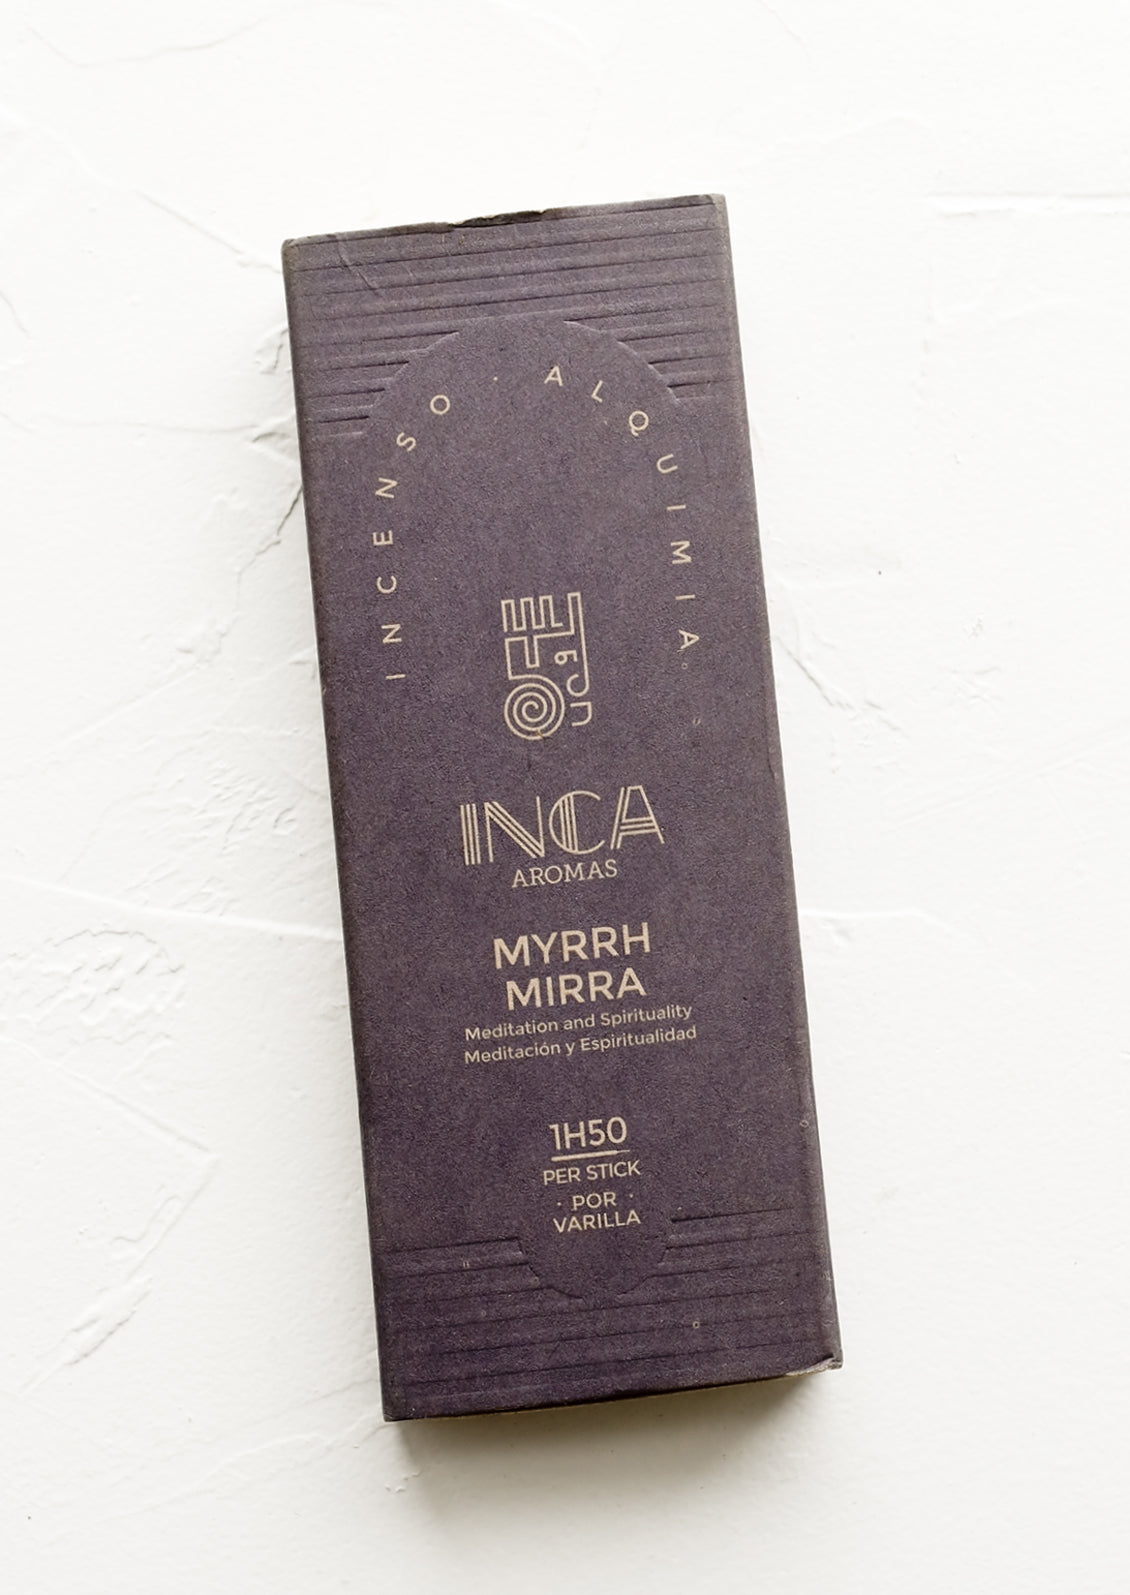 INCENSO · ALQUIMIA
INCA
AROMAS
MYRRH
MIRRA
Meditation and Spirituality
Meditación y Espiritualidad
1H50
PER STICK
· POR ·
VARILLA